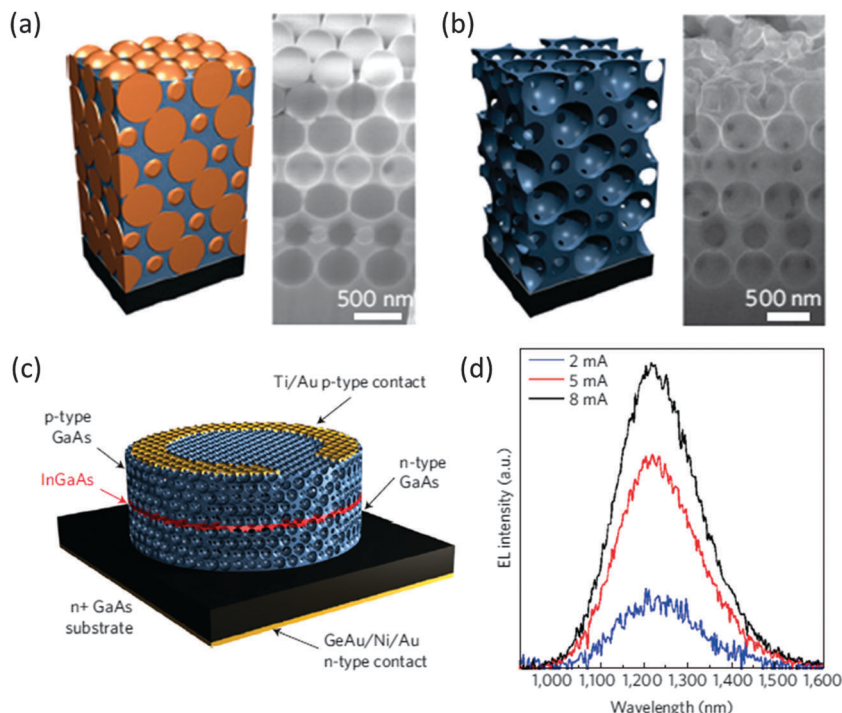 (a)
500 nm
(b)
500 nm
(c)
Ti/Au p-type contact
p-type
GaAs
InGaAs
n-type
GaAs
n+ GaAs
substrate
GeAu/Ni/Au
n-type contact
(d)
2 mA
5 mA
8 mA
EL intensity (a.u.)
1,000 1,100 1,200 1,300 1,400 1,500 1,600
Wavelength (nm)